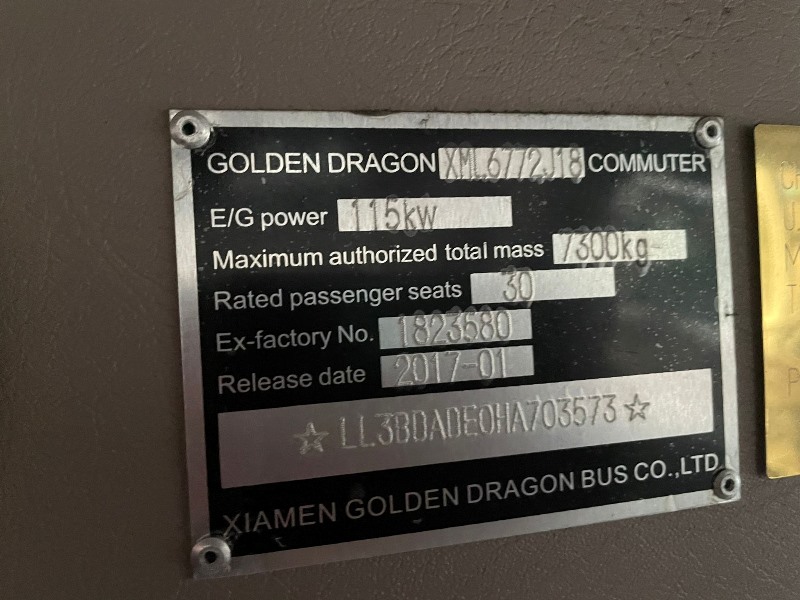 GOLDEN DRAGON XML6772J18 COMMUTER
E/G power 115kw
Maximum authorized total mass 7300kg
Rated passenger seats 30
Ex-factory No. 1823680
Release date 2017-01
☆ LL3BDADE0HA703573 ☆
XIAMEN GOLDEN DRAGON BUS CO.,LTD